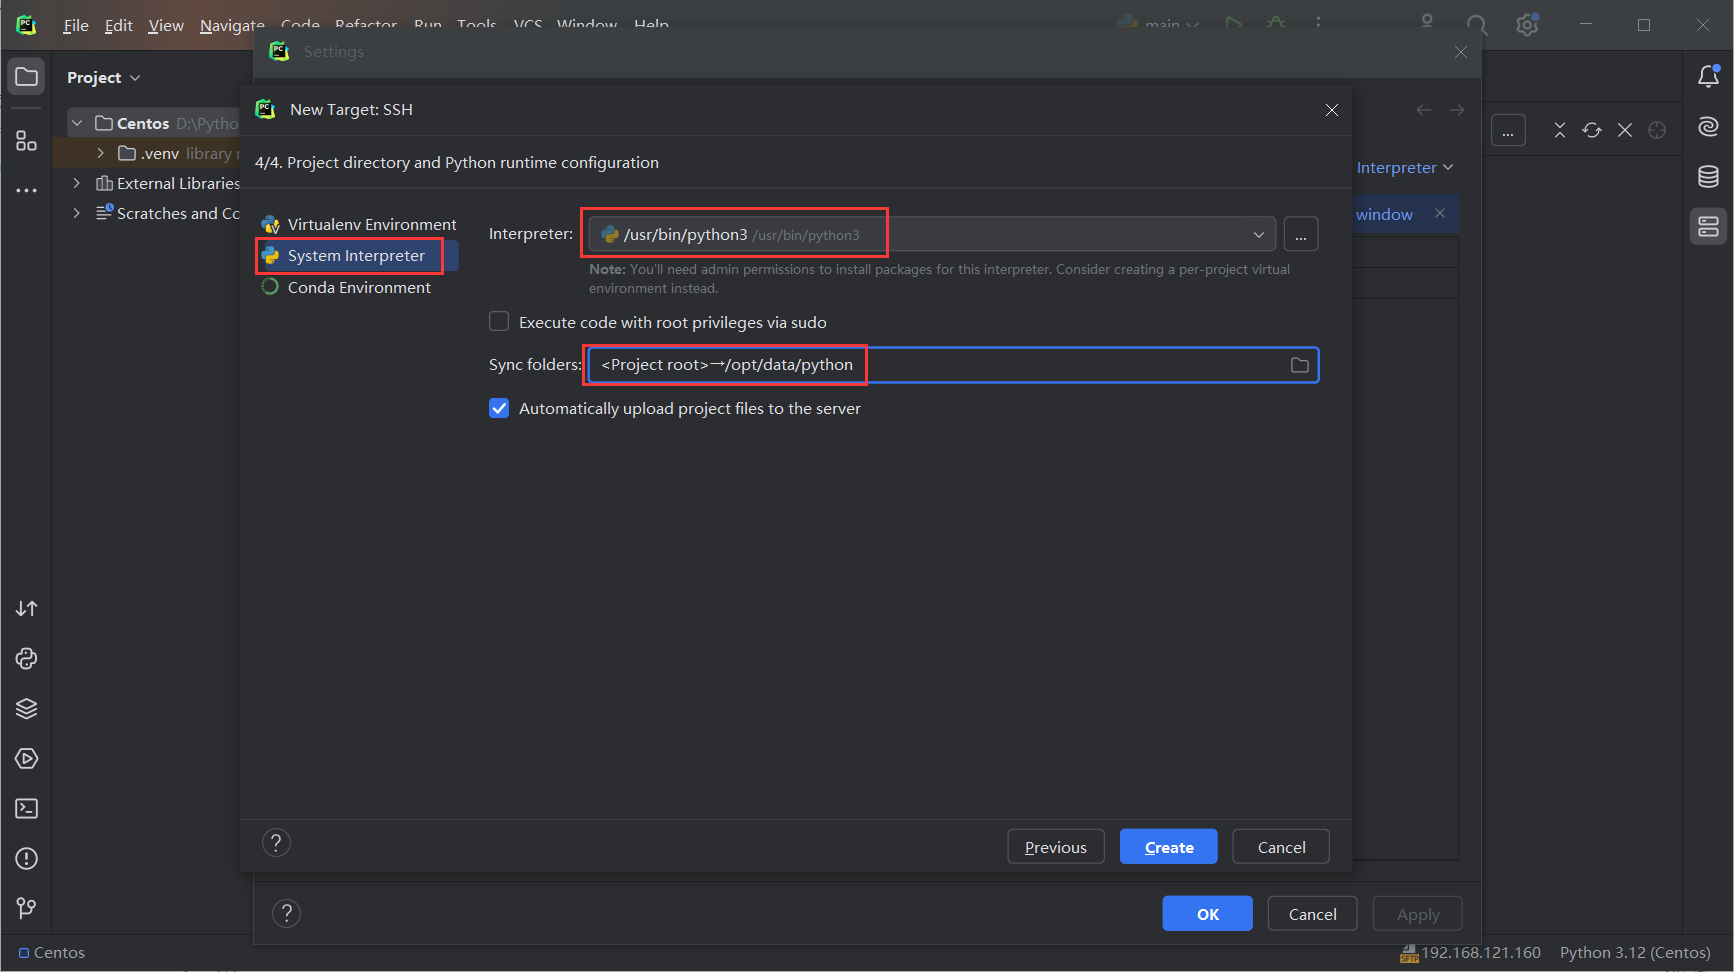 File Edit View Navigate Code Refactor Run Tools VCS Window Help main
Settings
Project
New Target: SSH
Centos D:\Pytho
...
4/4. Project directory and Python runtime configuration
.venv library
Interpreter
External Libraries
Scratches and Co
window
Virtualenv Environment
System Interpreter
Conda Environment
Interpreter: /usr/bin/python3 /usr/bin/python3 ...
Note: You'll need admin permissions to install packages for this interpreter. Consider creating a per-project virtual
environment instead.
Execute code with root privileges via sudo
Sync folders: <Project root>→/opt/data/python
Automatically upload project files to the server
? Previous Create Cancel
? OK Cancel Apply
Centos SFTP 192.168.121.160 Python 3.12 (Centos)